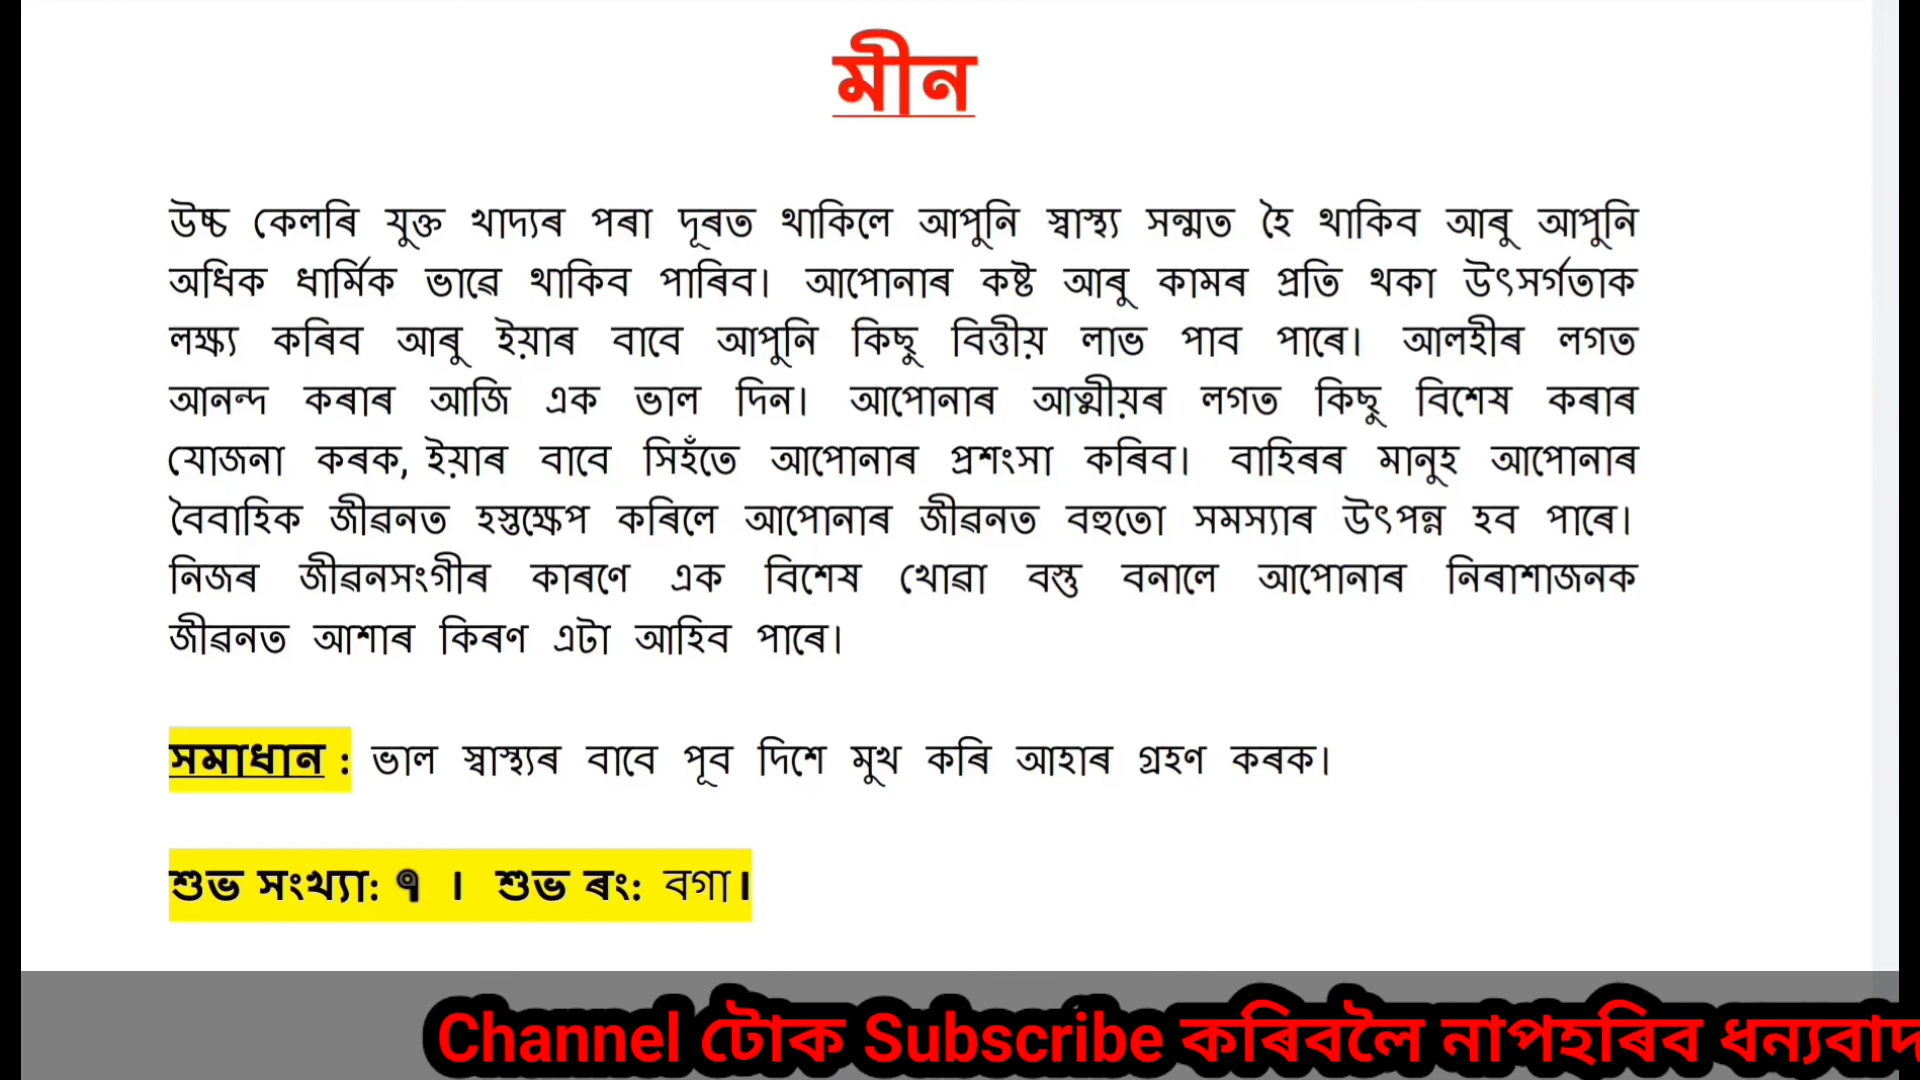 মীন
উচ্চ কেলৰি যুক্ত খাদ্যৰ পৰা দূৰত থাকিলে আপুনি স্বাস্থ্য সন্মত হৈ থাকিব আৰু আপুনি
অধিক ধাৰ্মিক ভাৱে থাকিব পাৰিব। আপোনাৰ কষ্ট আৰু কামৰ প্ৰতি থকা উৎসৰ্গতাক
লক্ষ্য কৰিব আৰু ইয়াৰ বাবে আপুনি কিছু বিত্তীয় লাভ পাব পাৰে। আলহীৰ লগত
আনন্দ কৰাৰ আজি এক ভাল দিন। আপোনাৰ আত্মীয়ৰ লগত কিছু বিশেষ কৰাৰ
যোজনা কৰক, ইয়াৰ বাবে সিহঁতে আপোনাৰ প্ৰশংসা কৰিব। বাহিৰৰ মানুহ আপোনাৰ
বৈবাহিক জীৱনত হস্তক্ষেপ কৰিলে আপোনাৰ জীৱনত বহুতো সমস্যাৰ উৎপন্ন হব পাৰে।
নিজৰ জীৱনসংগীৰ কাৰণে এক বিশেষ খোৱা বস্তু বনালে আপোনাৰ নিৰাশাজনক
জীৱনত আশাৰ কিৰণ এটা আহিব পাৰে।
সমাধান : ভাল স্বাস্থ্যৰ বাবে পূব দিশে মুখ কৰি আহাৰ গ্ৰহণ কৰক।
শুভ সংখ্যা: ৭ । শুভ ৰং: বগা।
Channel টোক Subscribe কৰিবলৈ নাপহৰিব ধন্যবাদ